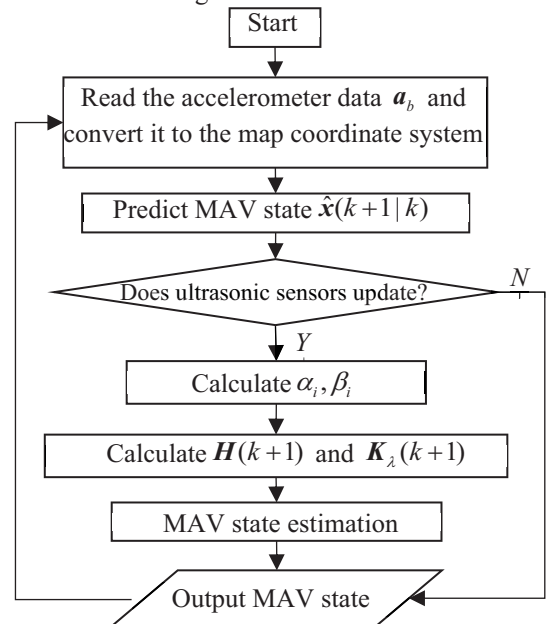 Start
Read the accelerometer data a_b and
convert it to the map coordinate system
Predict MAV state x̂(k+1|k)
Does ultrasonic sensors update?
N
Y
Calculate α_i, β_i
Calculate H(k+1) and K_λ(k+1)
MAV state estimation
Output MAV state